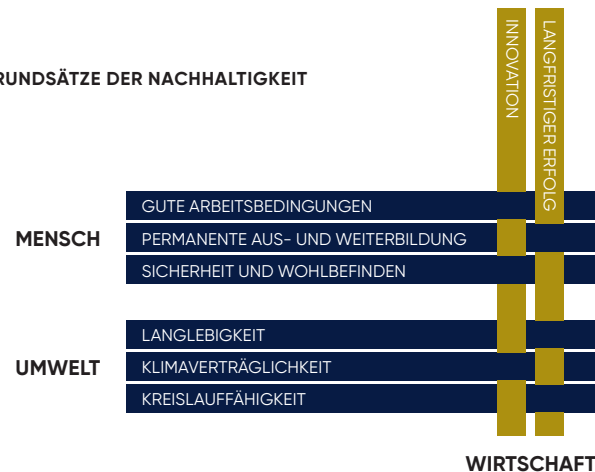 RUNDSÄTZE DER NACHHALTIGKEIT
INNOVATION
LANGFRISTIGER ERFOLG
MENSCH
GUTE ARBEITSBEDINGUNGEN
PERMANENTE AUS- UND WEITERBILDUNG
SICHERHEIT UND WOHLBEFINDEN
UMWELT
LANGLEBIGKEIT
KLIMAVERTRÄGLICHKEIT
KREISLAUFFÄHIGKEIT
WIRTSCHAFT